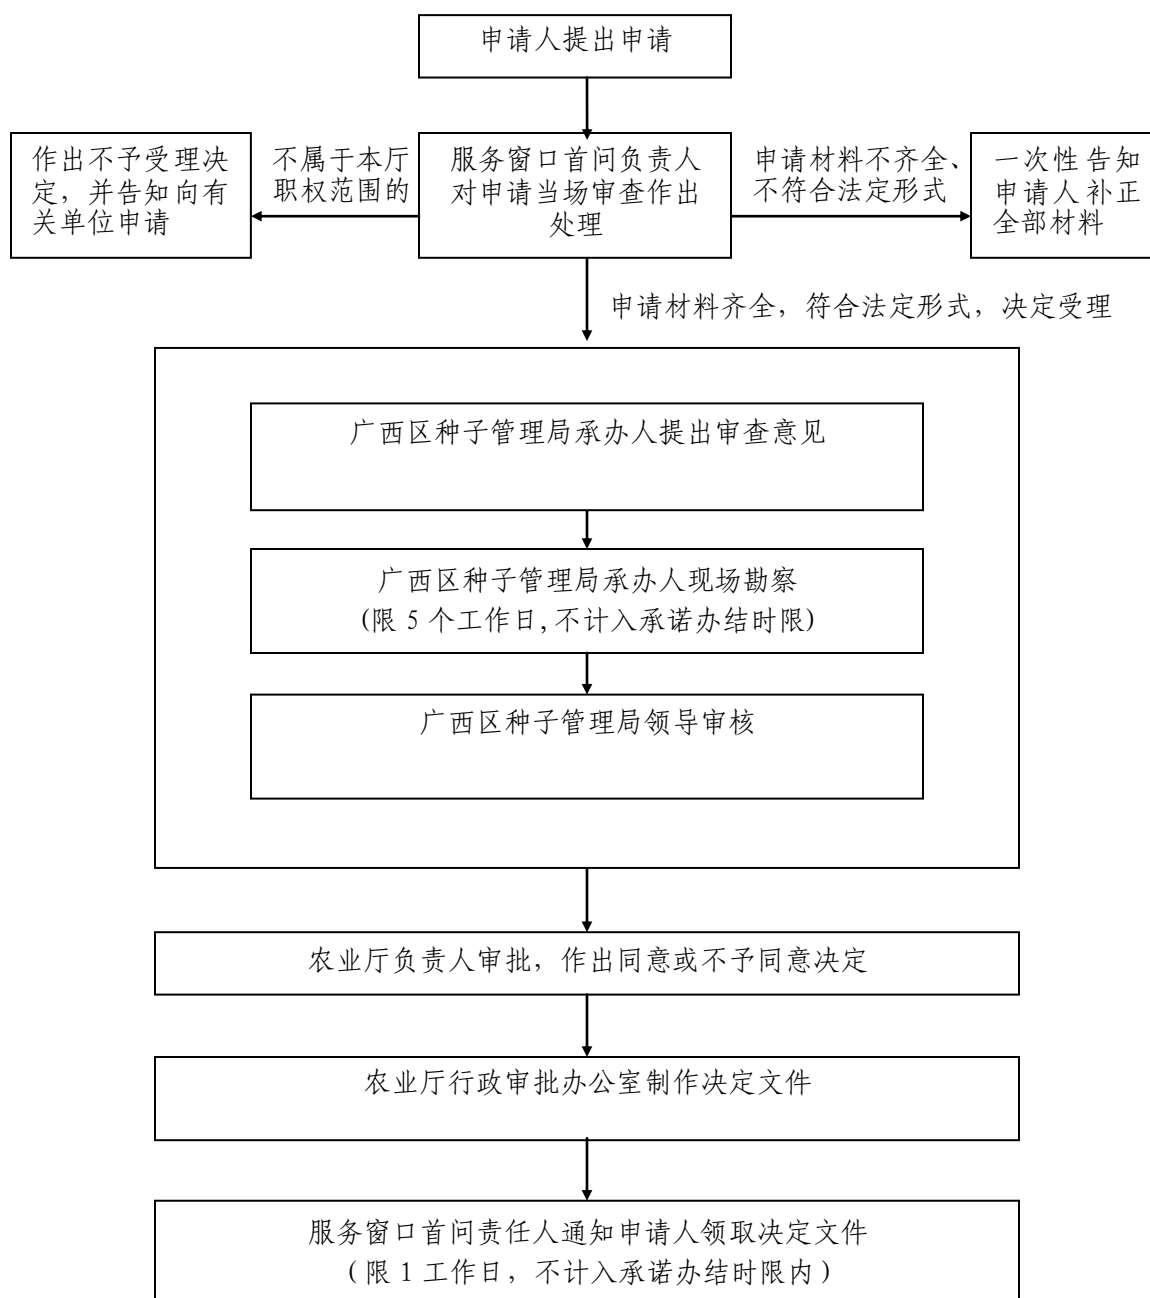 申请人提出申请
作出不予受理决
定，并告知向有
关单位申请
不属于本厅
职权范围的
服务窗口首问负责人
对申请当场审查作出
处理
申请材料不齐全、
不符合法定形式
一次性告知
申请人补正
全部材料
申请材料齐全，符合法定形式，决定受理
广西区种子管理局承办人提出审查意见
广西区种子管理局承办人现场勘察
(限 5 个工作日,不计入承诺办结时限)
广西区种子管理局领导审核
农业厅负责人审批，作出同意或不予同意决定
农业厅行政审批办公室制作决定文件
服务窗口首问责任人通知申请人领取决定文件
（限 1 工作日，不计入承诺办结时限内）